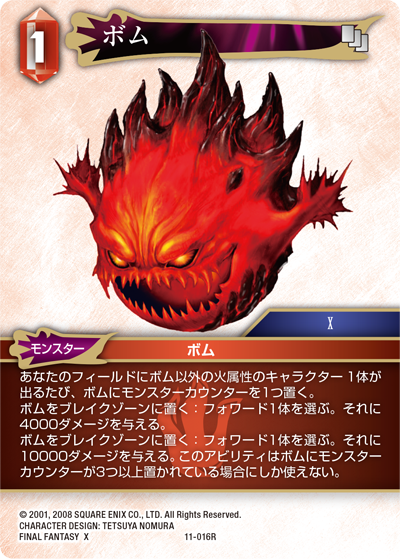 1
ボム
X
モンスター
ボム
あなたのフィールドにボム以外の火属性のキャラクター1体が
出るたび、ボムにモンスターカウンターを1つ置く。
ボムをブレイクゾーンに置く：フォワード1体を選ぶ。それに
4000ダメージを与える。
ボムをブレイクゾーンに置く：フォワード1体を選ぶ。それに
10000ダメージを与える。このアビリティはボムにモンスター
カウンターが3つ以上置かれている場合にしか使えない。
© 2001, 2008 SQUARE ENIX CO., LTD. All Rights Reserved.
CHARACTER DESIGN: TETSUYA NOMURA
FINAL FANTASY X
11-016R